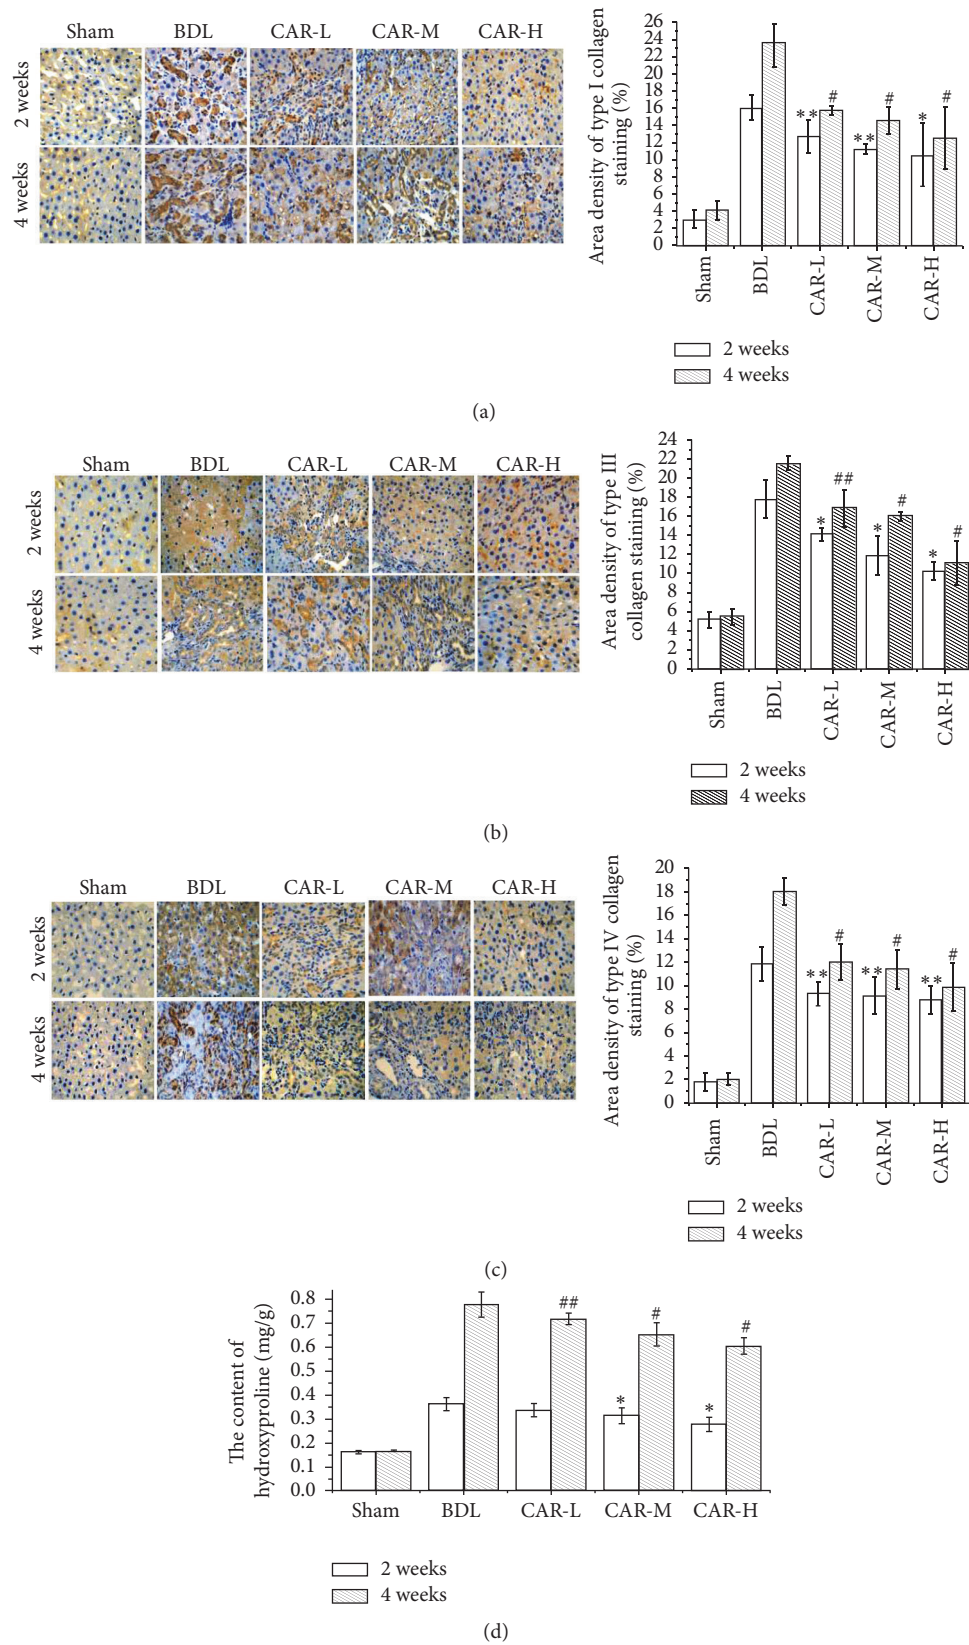 Sham BDL CAR-L CAR-M CAR-H
2 weeks
4 weeks
Area density of type I collagen
staining (%)
26
24
22
20
18
16
14
12
10
8
6
4
2
0
# # #
** ** *
Sham
BDL
CAR-L
CAR-M
CAR-H
2 weeks
4 weeks
(a)
Sham BDL CAR-L CAR-M CAR-H
2 weeks
4 weeks
Area density of type III
collagen staining (%)
24
22
20
18
16
14
12
10
8
6
4
2
0
## # #
* * *
Sham
BDL
CAR-L
CAR-M
CAR-H
2 weeks
4 weeks
(b)
Sham BDL CAR-L CAR-M CAR-H
2 weeks
4 weeks
Area density of type IV collagen
staining (%)
20
18
16
14
12
10
8
6
4
2
0
# # #
** ** **
Sham
BDL
CAR-L
CAR-M
CAR-H
2 weeks
4 weeks
(c)
The content of
hydroxyproline (mg/g)
0.8
0.7
0.6
0.5
0.4
0.3
0.2
0.1
0.0
## # #
* *
Sham BDL CAR-L CAR-M CAR-H
2 weeks
4 weeks
(d)